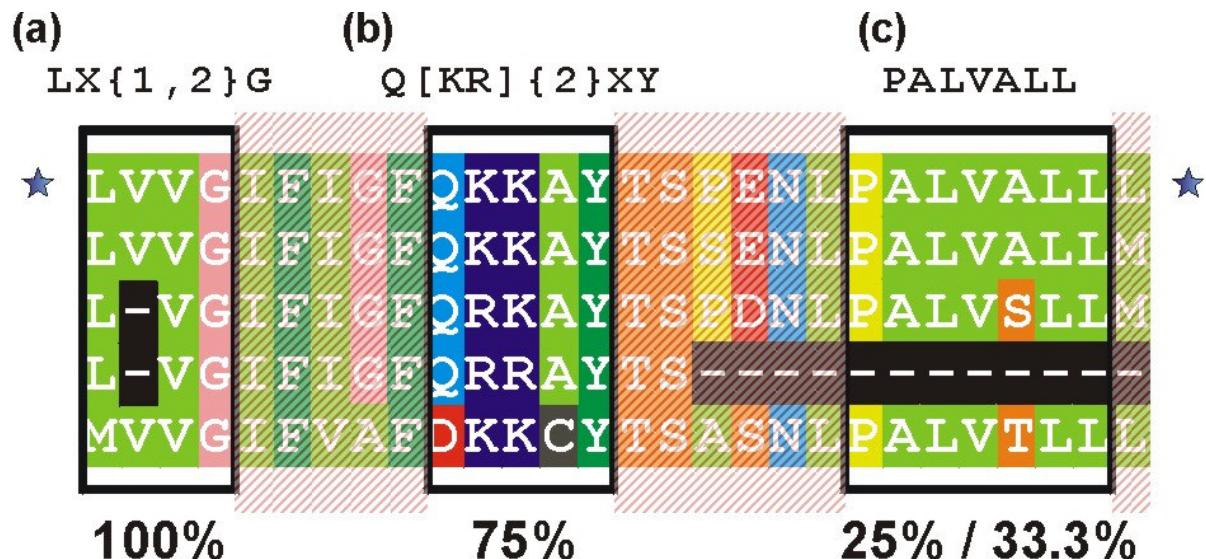 (a) (b) (c)
LX{1,2}G Q[KR]{2}XY PALVALL
LVVGIFIGFQKKAYTSPENLPALVALLL
LVVGIFIGFQKKAYTSSENLPALVALLM
L-VGIFIGFQRKAYTSPDNLPALVSLLM
L-VGIFIGFQRRAYTS------------
MVVGIFVAFDKKCYTSASNLPALVTLLL
100% 75% 25% / 33.3%